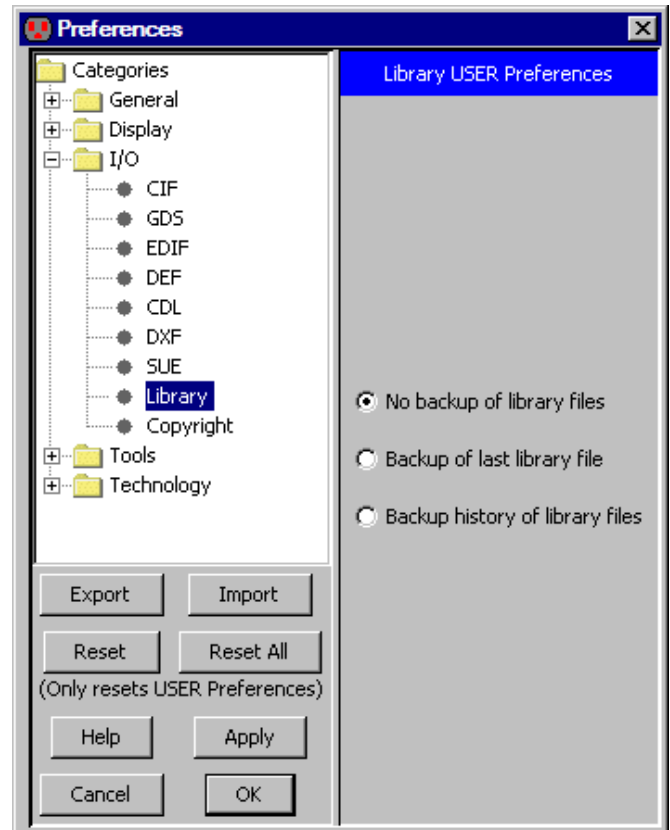 Preferences
Categories
General
Display
I/O
CIF
GDS
EDIF
DEF
CDL
DXF
SUE
Library
Copyright
Tools
Technology
Export
Import
Reset
Reset All
(Only resets USER Preferences)
Help
Apply
Cancel
OK
Library USER Preferences
No backup of library files
Backup of last library file
Backup history of library files